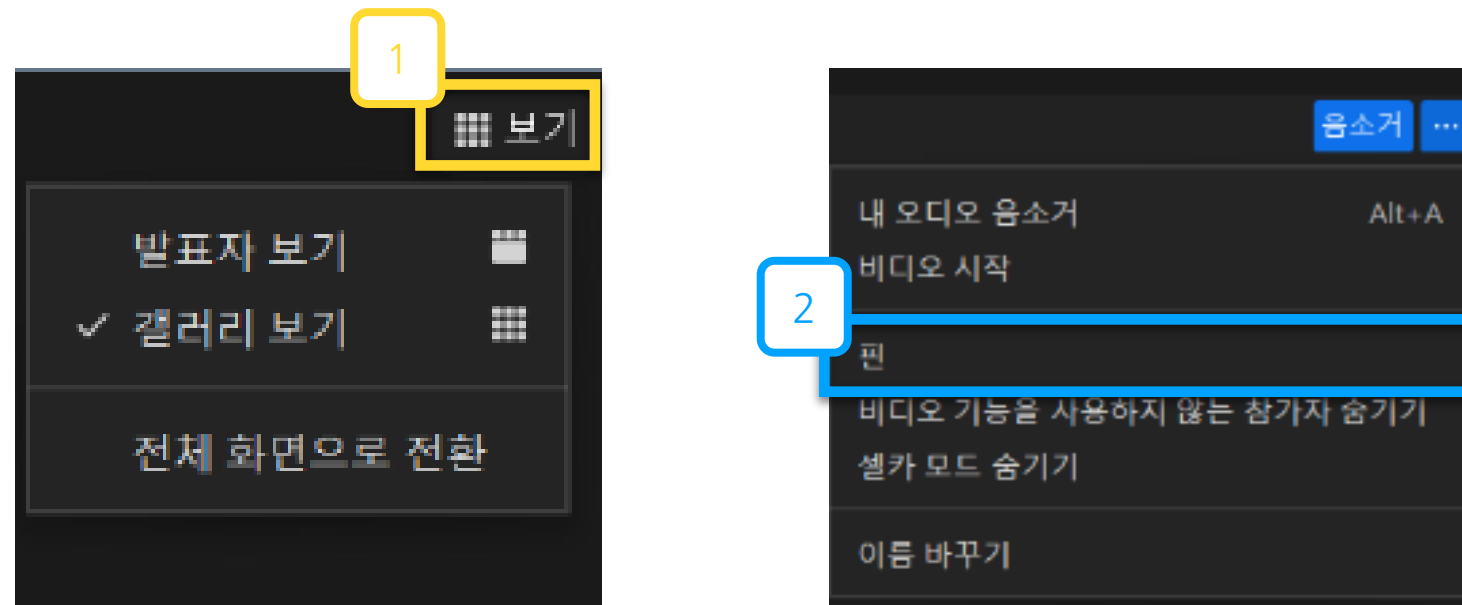 1
보기
발표자 보기
갤러리 보기
전체 화면으로 전환
음소거 ...
내 오디오 음소거 Alt+A
비디오 시작
2
핀
비디오 기능을 사용하지 않는 참가자 숨기기
셀카 모드 숨기기
이름 바꾸기